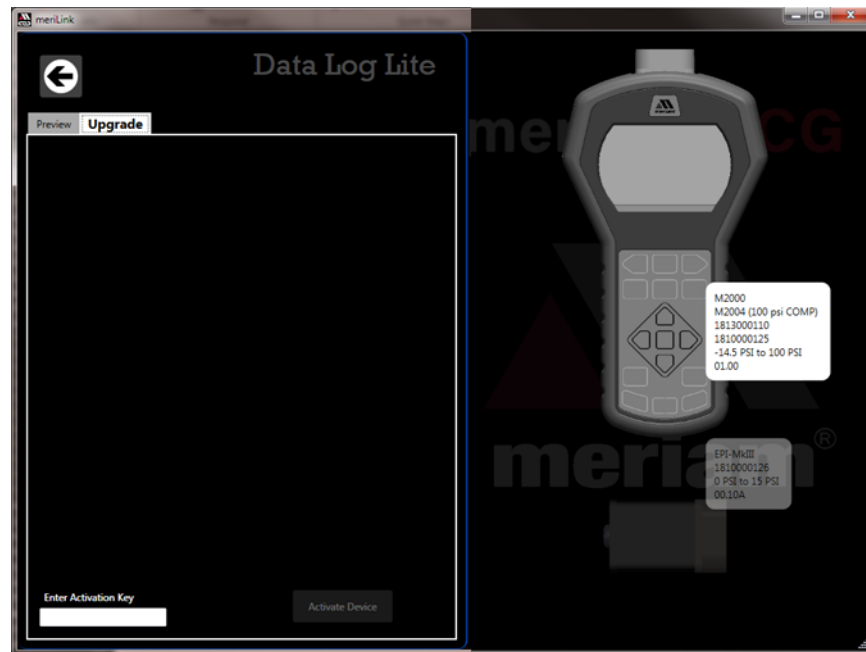 meriLink
Data Log Lite
Preview
Upgrade
Enter Activation Key
Activate Device
M2000
M2004 (100 psi COMP)
1813000110
1810000125
-14.5 PSI to 100 PSI
01.00
meriam®
EPI-MkIII
1810000126
0 PSI to 15 PSI
00.10A